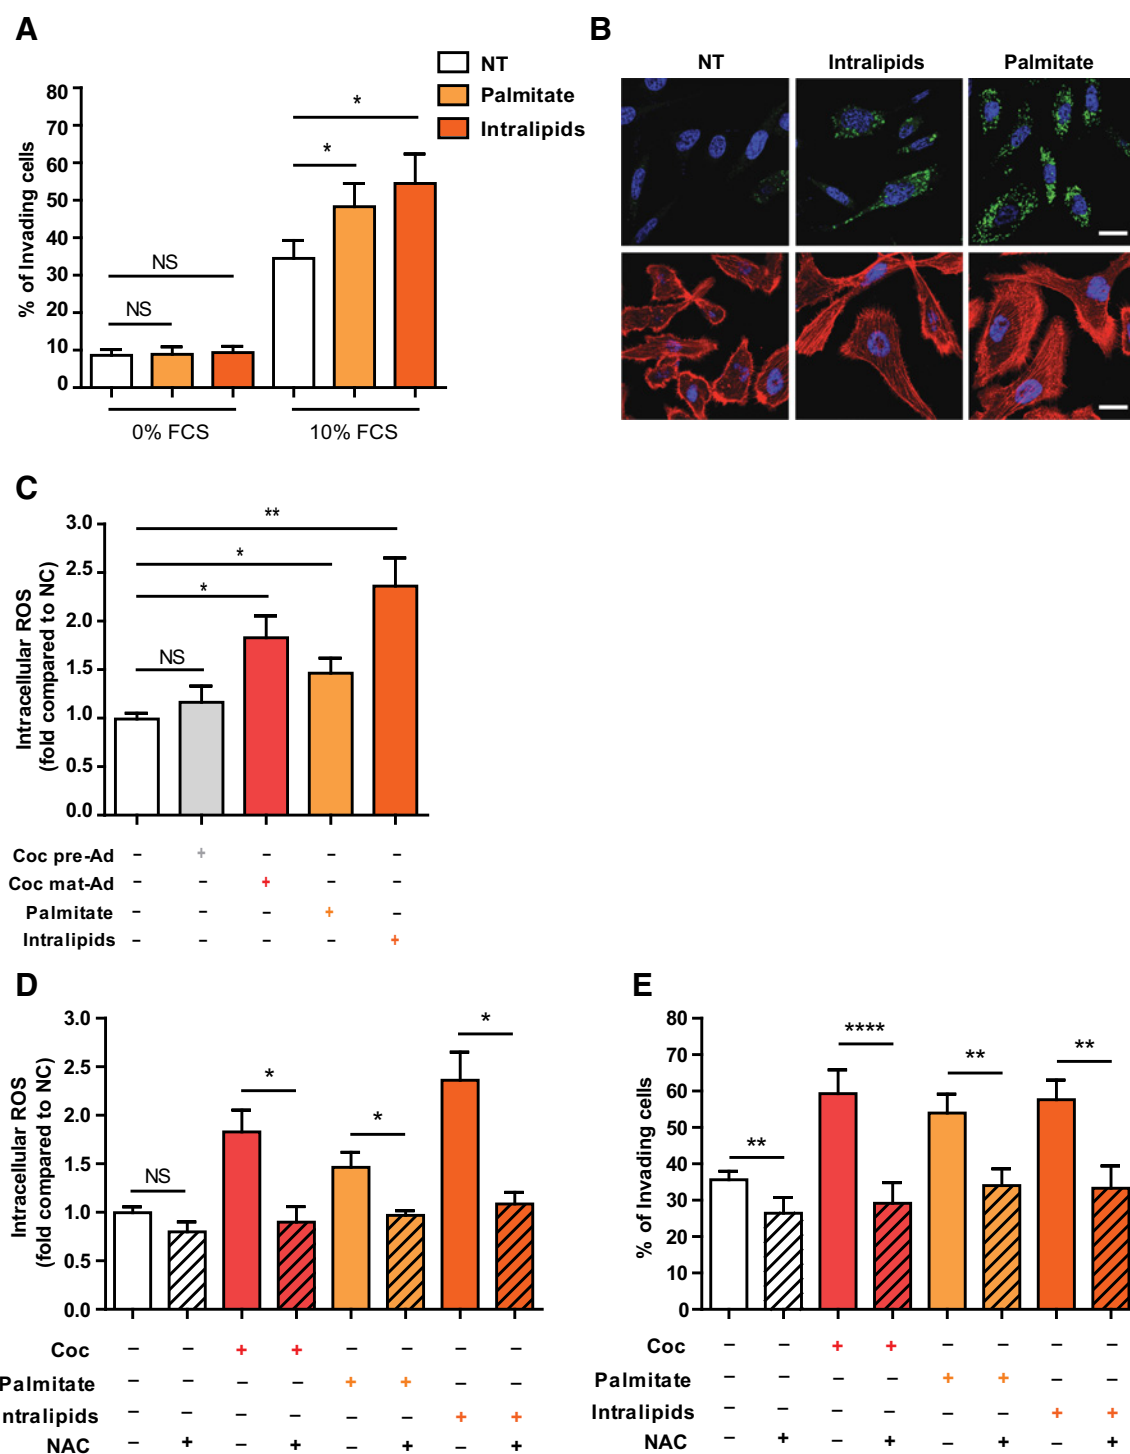 A
NT
Palmitate
Intralipids
% of Invading cells
80
70
60
50
40
30
20
10
0
NS
NS
*
*
0% FCS
10% FCS
B
NT Intralipids Palmitate
C
Intracellular ROS
(fold compared to NC)
3.0
2.5
2.0
1.5
1.0
0.5
0.0
**
*
*
NS
Coc pre-Ad – + – – –
Coc mat-Ad – – + – –
Palmitate – – – + –
Intralipids – – – – +
D
Intracellular ROS
(fold compared to NC)
3.0
2.5
2.0
1.5
1.0
0.5
0.0
NS
*
*
*
Coc – – + + – – – –
Palmitate – – – – + + – –
ntralipids – – – – – – + +
NAC – + – + – + – +
E
% of Invading cells
80
70
60
50
40
30
20
10
0
**
****
**
**
Coc – – + + – – – –
Palmitate – – – – + + – –
Intralipids – – – – – – + +
NAC – + – + – + – +